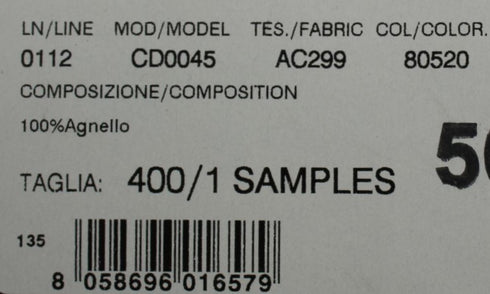 LN/LINE MOD/MODEL TES./FABRIC COL/COLOR.
0112 CD0045 AC299 80520
COMPOSIZIONE/COMPOSITION
100%Agnello
TAGLIA: 400/1 SAMPLES
135
8 058696 016579